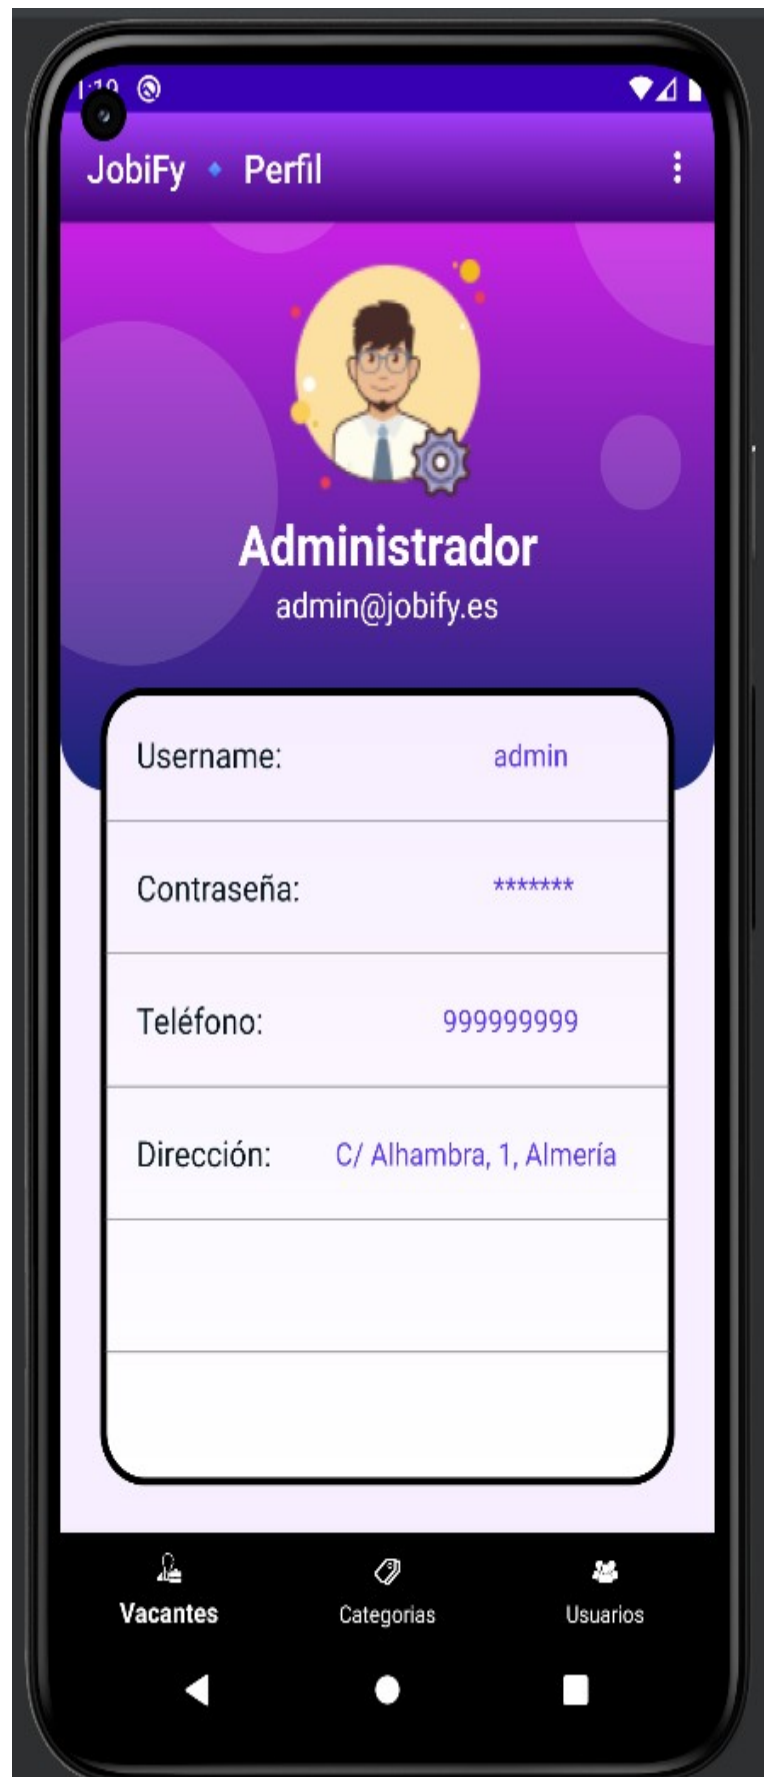 JobiFy 🔹 Perfil
Administrador
admin@jobify.es
Username: admin
Contraseña: *******
Teléfono: 999999999
Dirección: C/ Alhambra, 1, Almería
Vacantes Categorias Usuarios